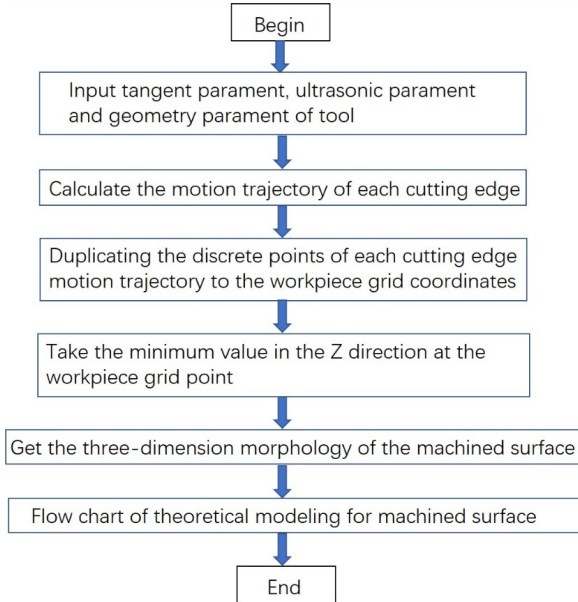 Begin
Input tangent parament, ultrasonic parament
and geometry parament of tool
Calculate the motion trajectory of each cutting edge
Duplicating the discrete points of each cutting edge
motion trajectory to the workpiece grid coordinates
Take the minimum value in the Z direction at the
workpiece grid point
Get the three-dimension morphology of the machined surface
Flow chart of theoretical modeling for machined surface
End